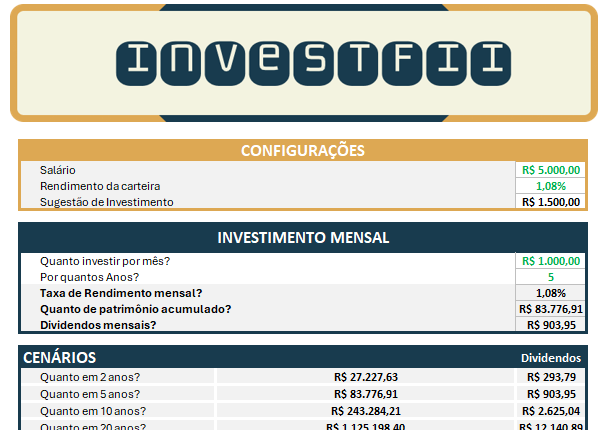 InvestFII
CONFIGURAÇÕES
Salário R$ 5.000,00
Rendimento da carteira 1,08%
Sugestão de Investimento R$ 1.500,00
INVESTIMENTO MENSAL
Quanto investir por mês? R$ 1.000,00
Por quantos Anos? 5
Taxa de Rendimento mensal? 1,08%
Quanto de patrimônio acumulado? R$ 83.776,91
Dividendos mensais? R$ 903,95
CENÁRIOS Dividendos
Quanto em 2 anos? R$ 27.227,63 R$ 293,79
Quanto em 5 anos? R$ 83.776,91 R$ 903,95
Quanto em 10 anos? R$ 243.284,21 R$ 2.625,04
Quanto em 20 anos? R$ 1.125.198,40 R$ 12.140,89